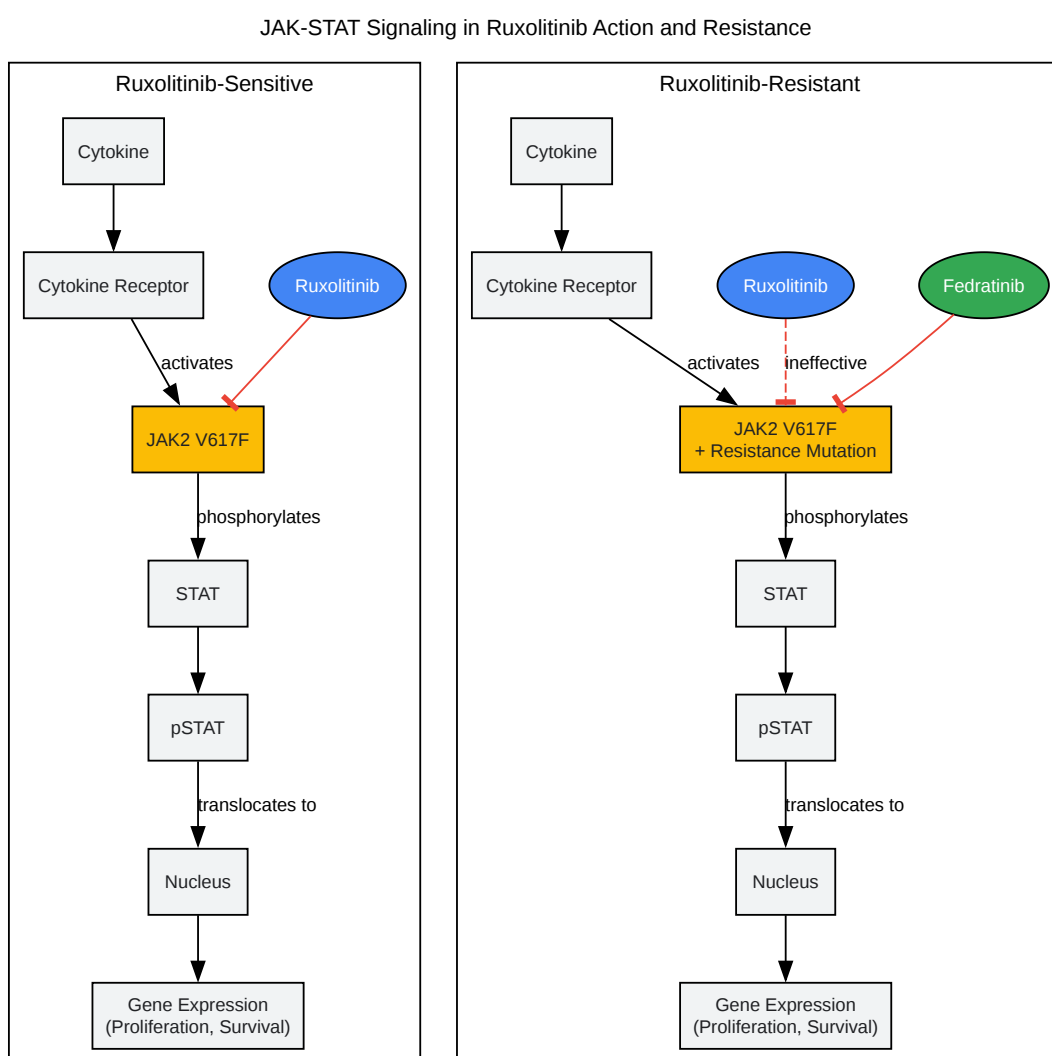 JAK-STAT Signaling in Ruxolitinib Action and Resistance
Ruxolitinib-Sensitive
Cytokine
Cytokine Receptor
Ruxolitinib
activates
JAK2 V617F
phosphorylates
STAT
pSTAT
translocates to
Nucleus
Gene Expression
(Proliferation, Survival)
Ruxolitinib-Resistant
Cytokine
Cytokine Receptor
Ruxolitinib
Fedratinib
activates
ineffective
JAK2 V617F
+ Resistance Mutation
phosphorylates
STAT
pSTAT
translocates to
Nucleus
Gene Expression
(Proliferation, Survival)